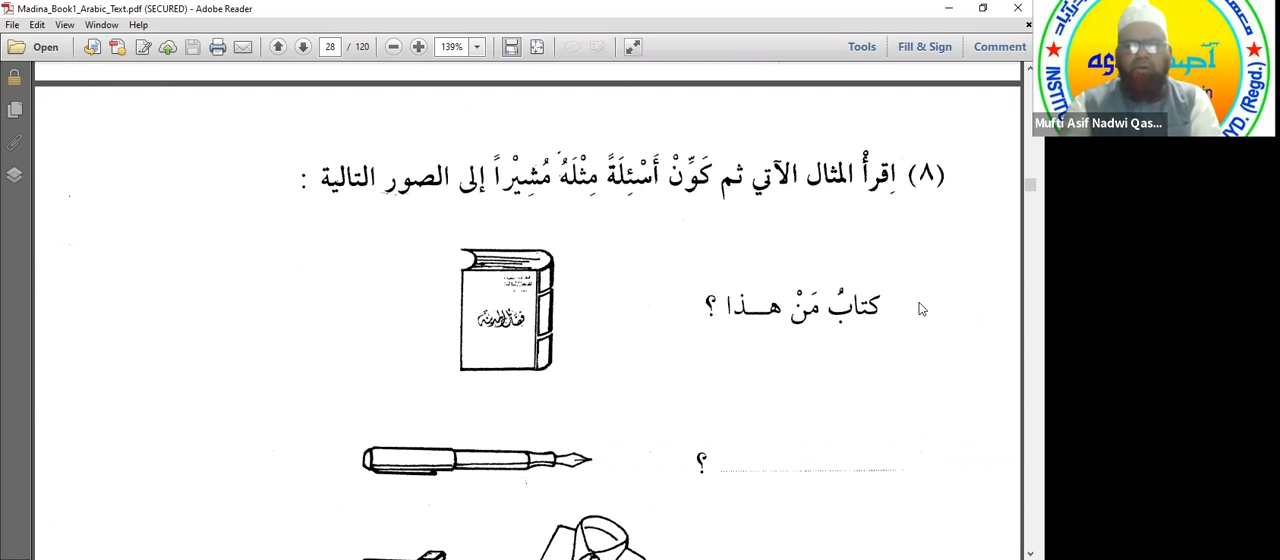 Madina_Book1_Arabic_Text.pdf (SECURED) - Adobe Reader
File Edit View Window Help
Open 28 / 120 139% Tools Fill & Sign Comment
(٨) اِقرأْ المثال الآتي ثم كَوِّنْ أَسْئِلَةً مِثْلَهُ مُشِيْراً إلى الصور التالية :
كتابُ مَنْ هـــذا ؟
؟
Mufti Asif Nadwi Qas...
(Regd.)